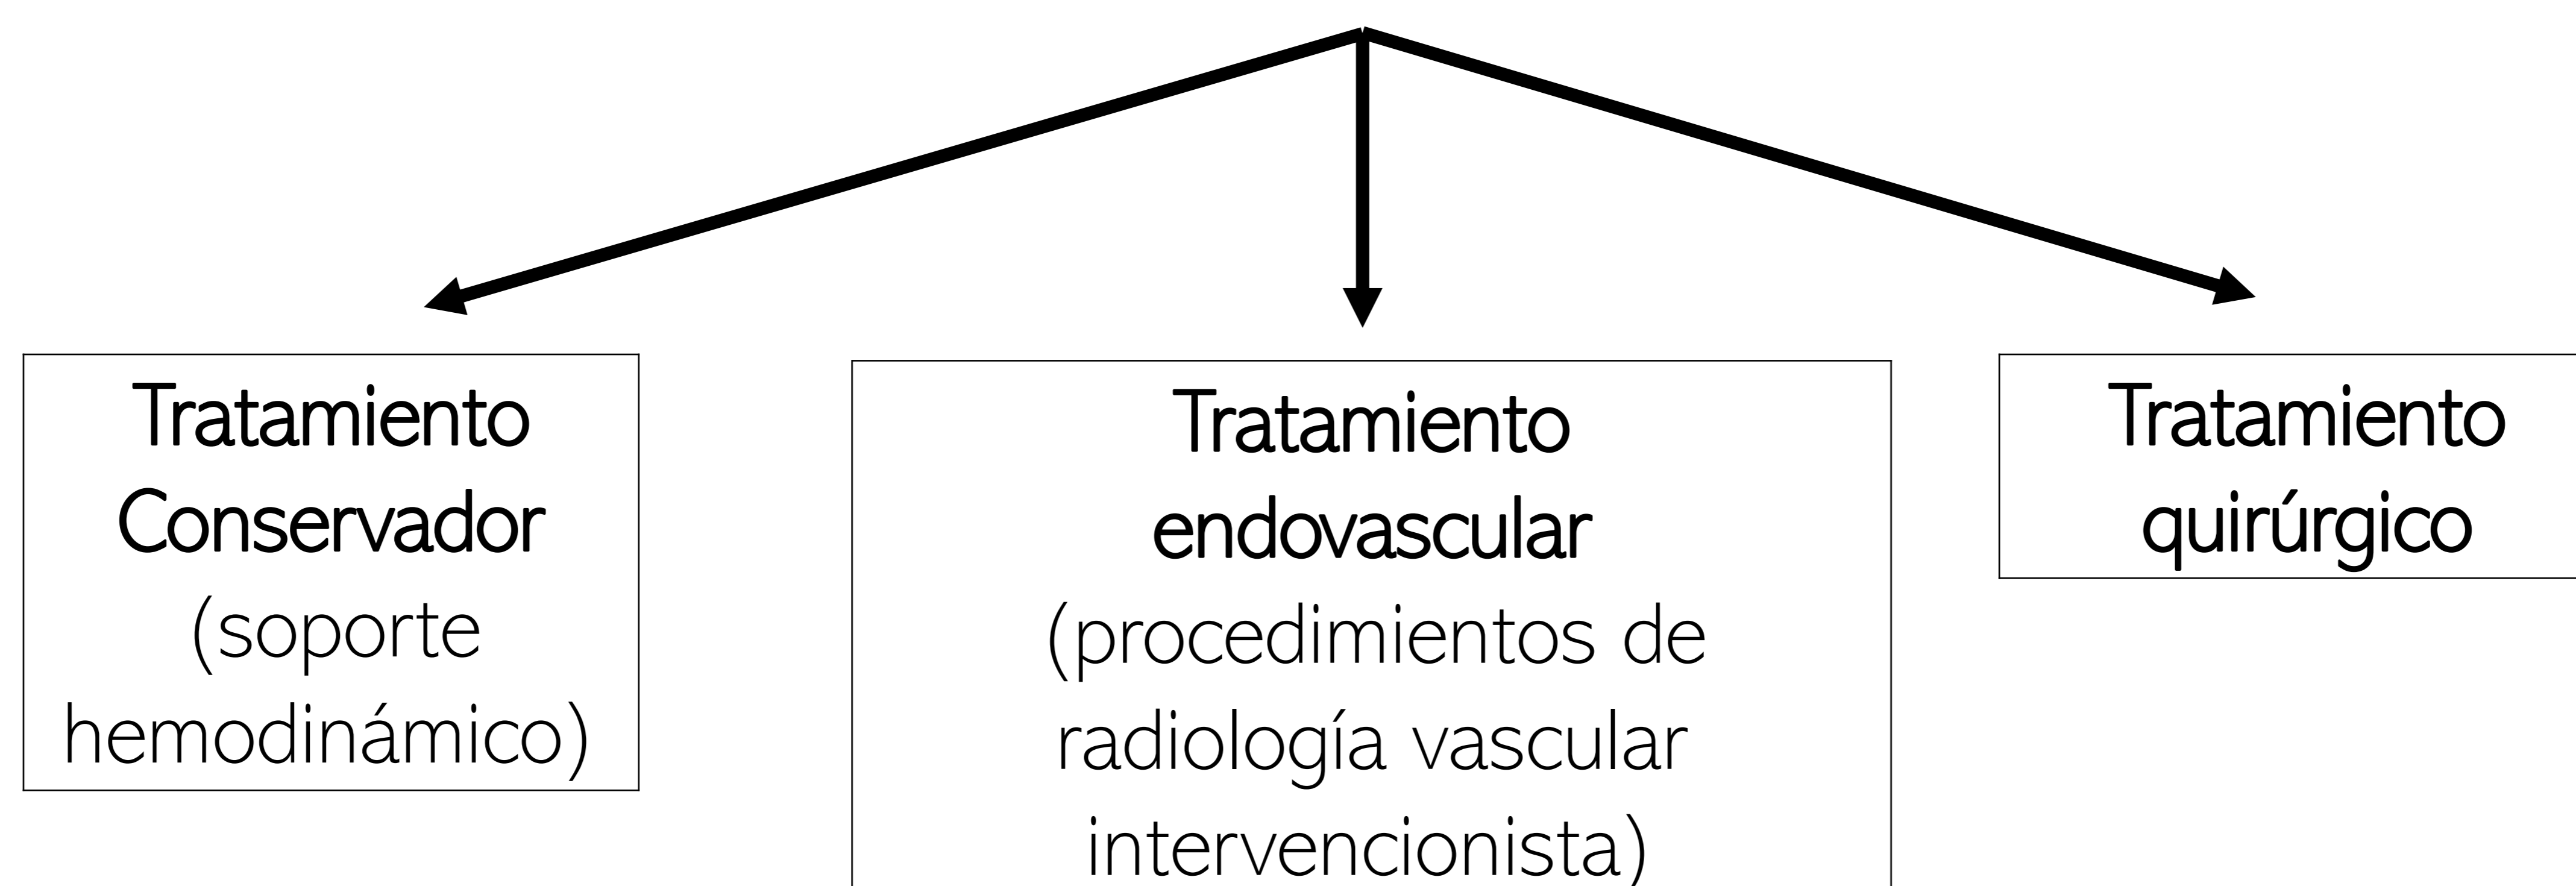 Tratamiento
Conservador
(soporte
hemodinámico)
Tratamiento
endovascular
(procedimientos de
radiología vascular
intervencionista)
Tratamiento
quirúrgico